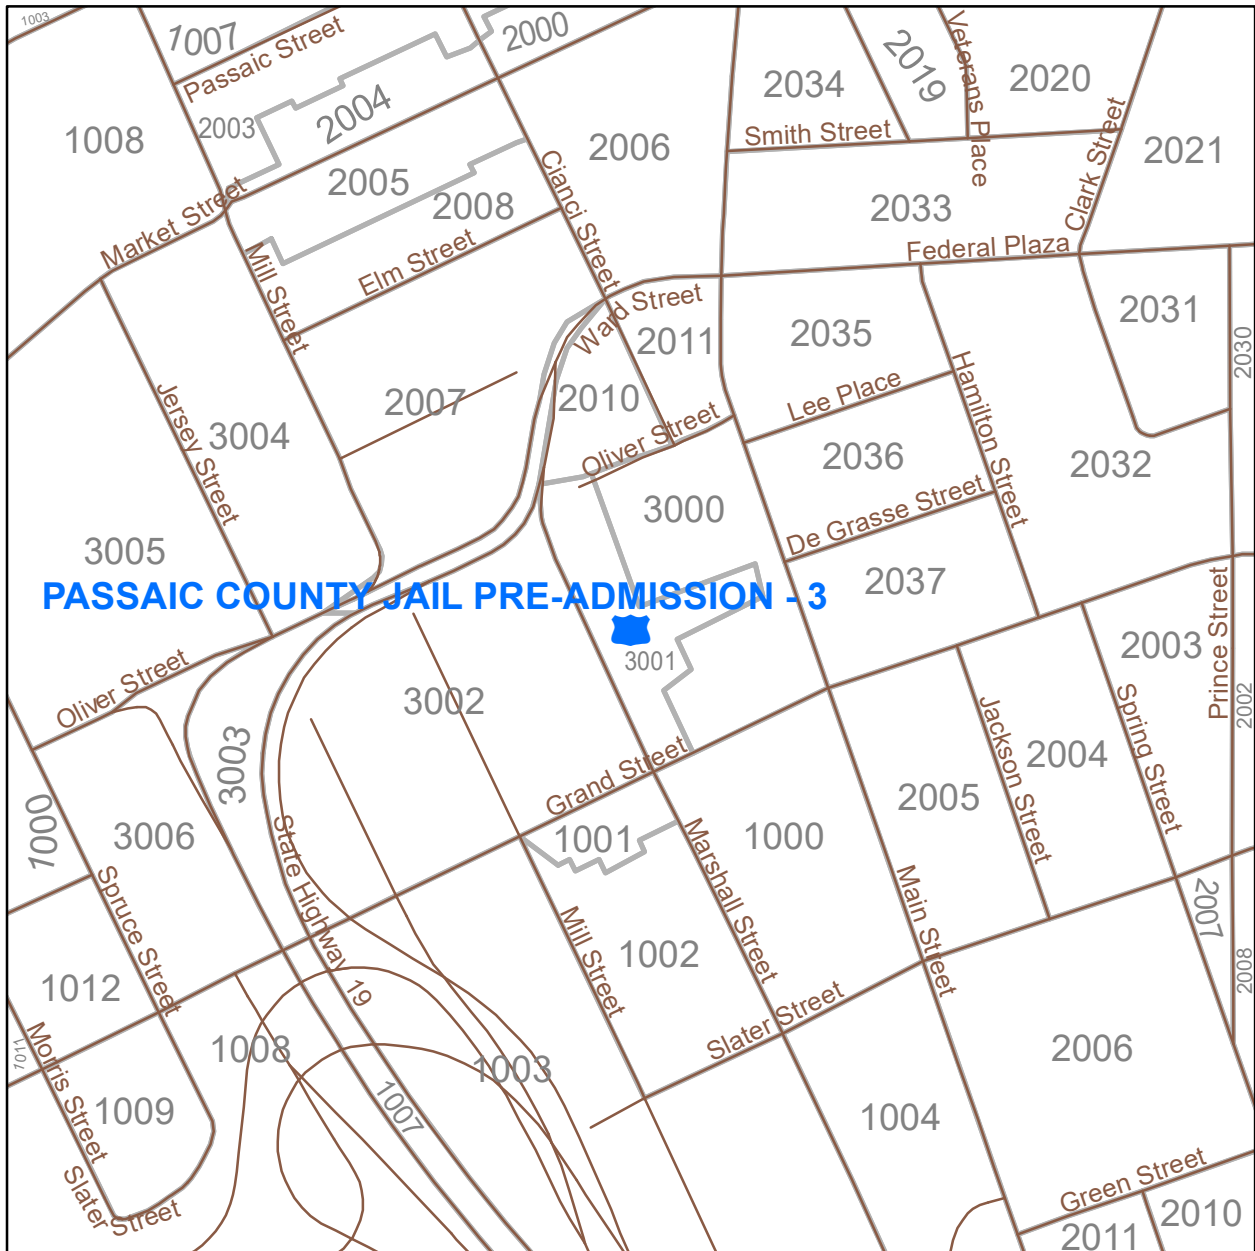 1003
1007
Passaic Street
2000
2003
2004
1008
2034
2019
Veterans Place
2020
Smith Street
2006
Clark Street
2021
Market Street
2005
2008
Cianci Street
2033
Federal Plaza
Mill Street
Elm Street
Ward Street
2011
2035
2031
2030
Jersey Street
3004
2007
2010
Lee Place
Hamilton Street
Oliver Street
2036
2032
3005
3000
De Grasse Street
2037
PASSAIC COUNTY JAIL PRE-ADMISSION - 3
3001
2003
Prince Street
Oliver Street
3002
Jackson Street
Spring Street
2002
3003
2004
Grand Street
2005
1000
3006
State Highway 19
1001
Marshall Street
1000
Main Street
Spruce Street
Mill Street
1002
2007
2008
1012
Slater Street
1011
Morris Street
1008
1003
2006
1009
1007
1004
Slater Street
Green Street
2010
2011